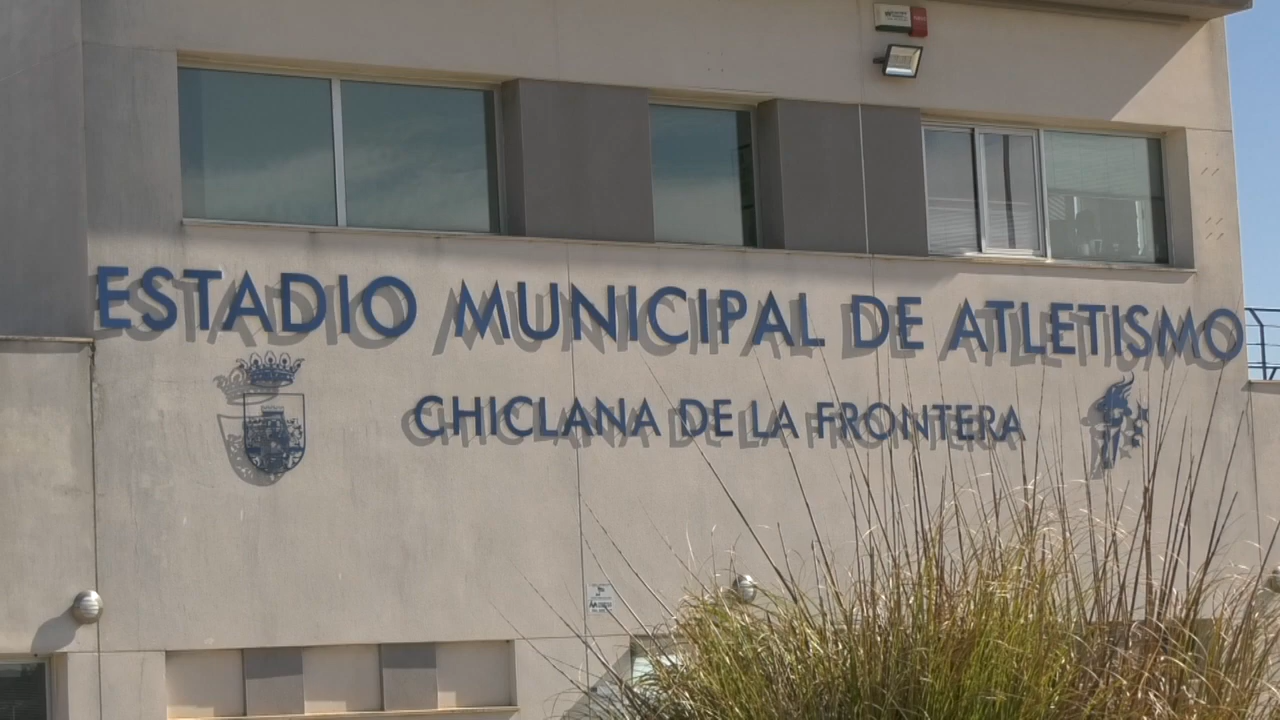 ESTADIO MUNICIPAL DE ATLETISMO
CHICLANA DE LA FRONTERA